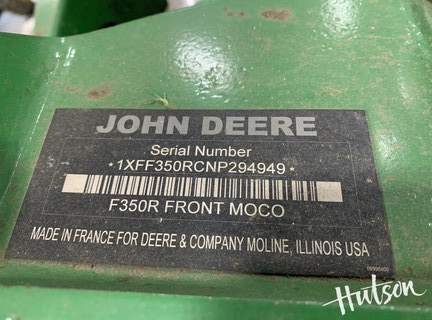 JOHN DEERE
Serial Number
*1XFF350RCNP294949*
F350R FRONT MOCO
MADE IN FRANCE FOR DEERE & COMPANY MOLINE, ILLINOIS USA
Hutson